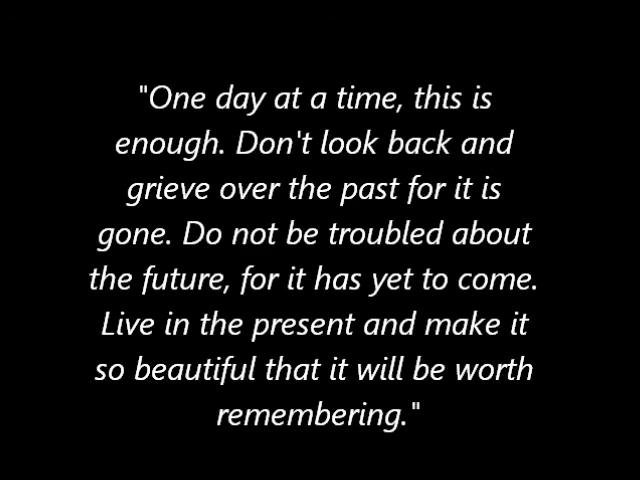 "One day at a time, this is
enough. Don't look back and
grieve over the past for it is
gone. Do not be troubled about
the future, for it has yet to come.
Live in the present and make it
so beautiful that it will be worth
remembering."